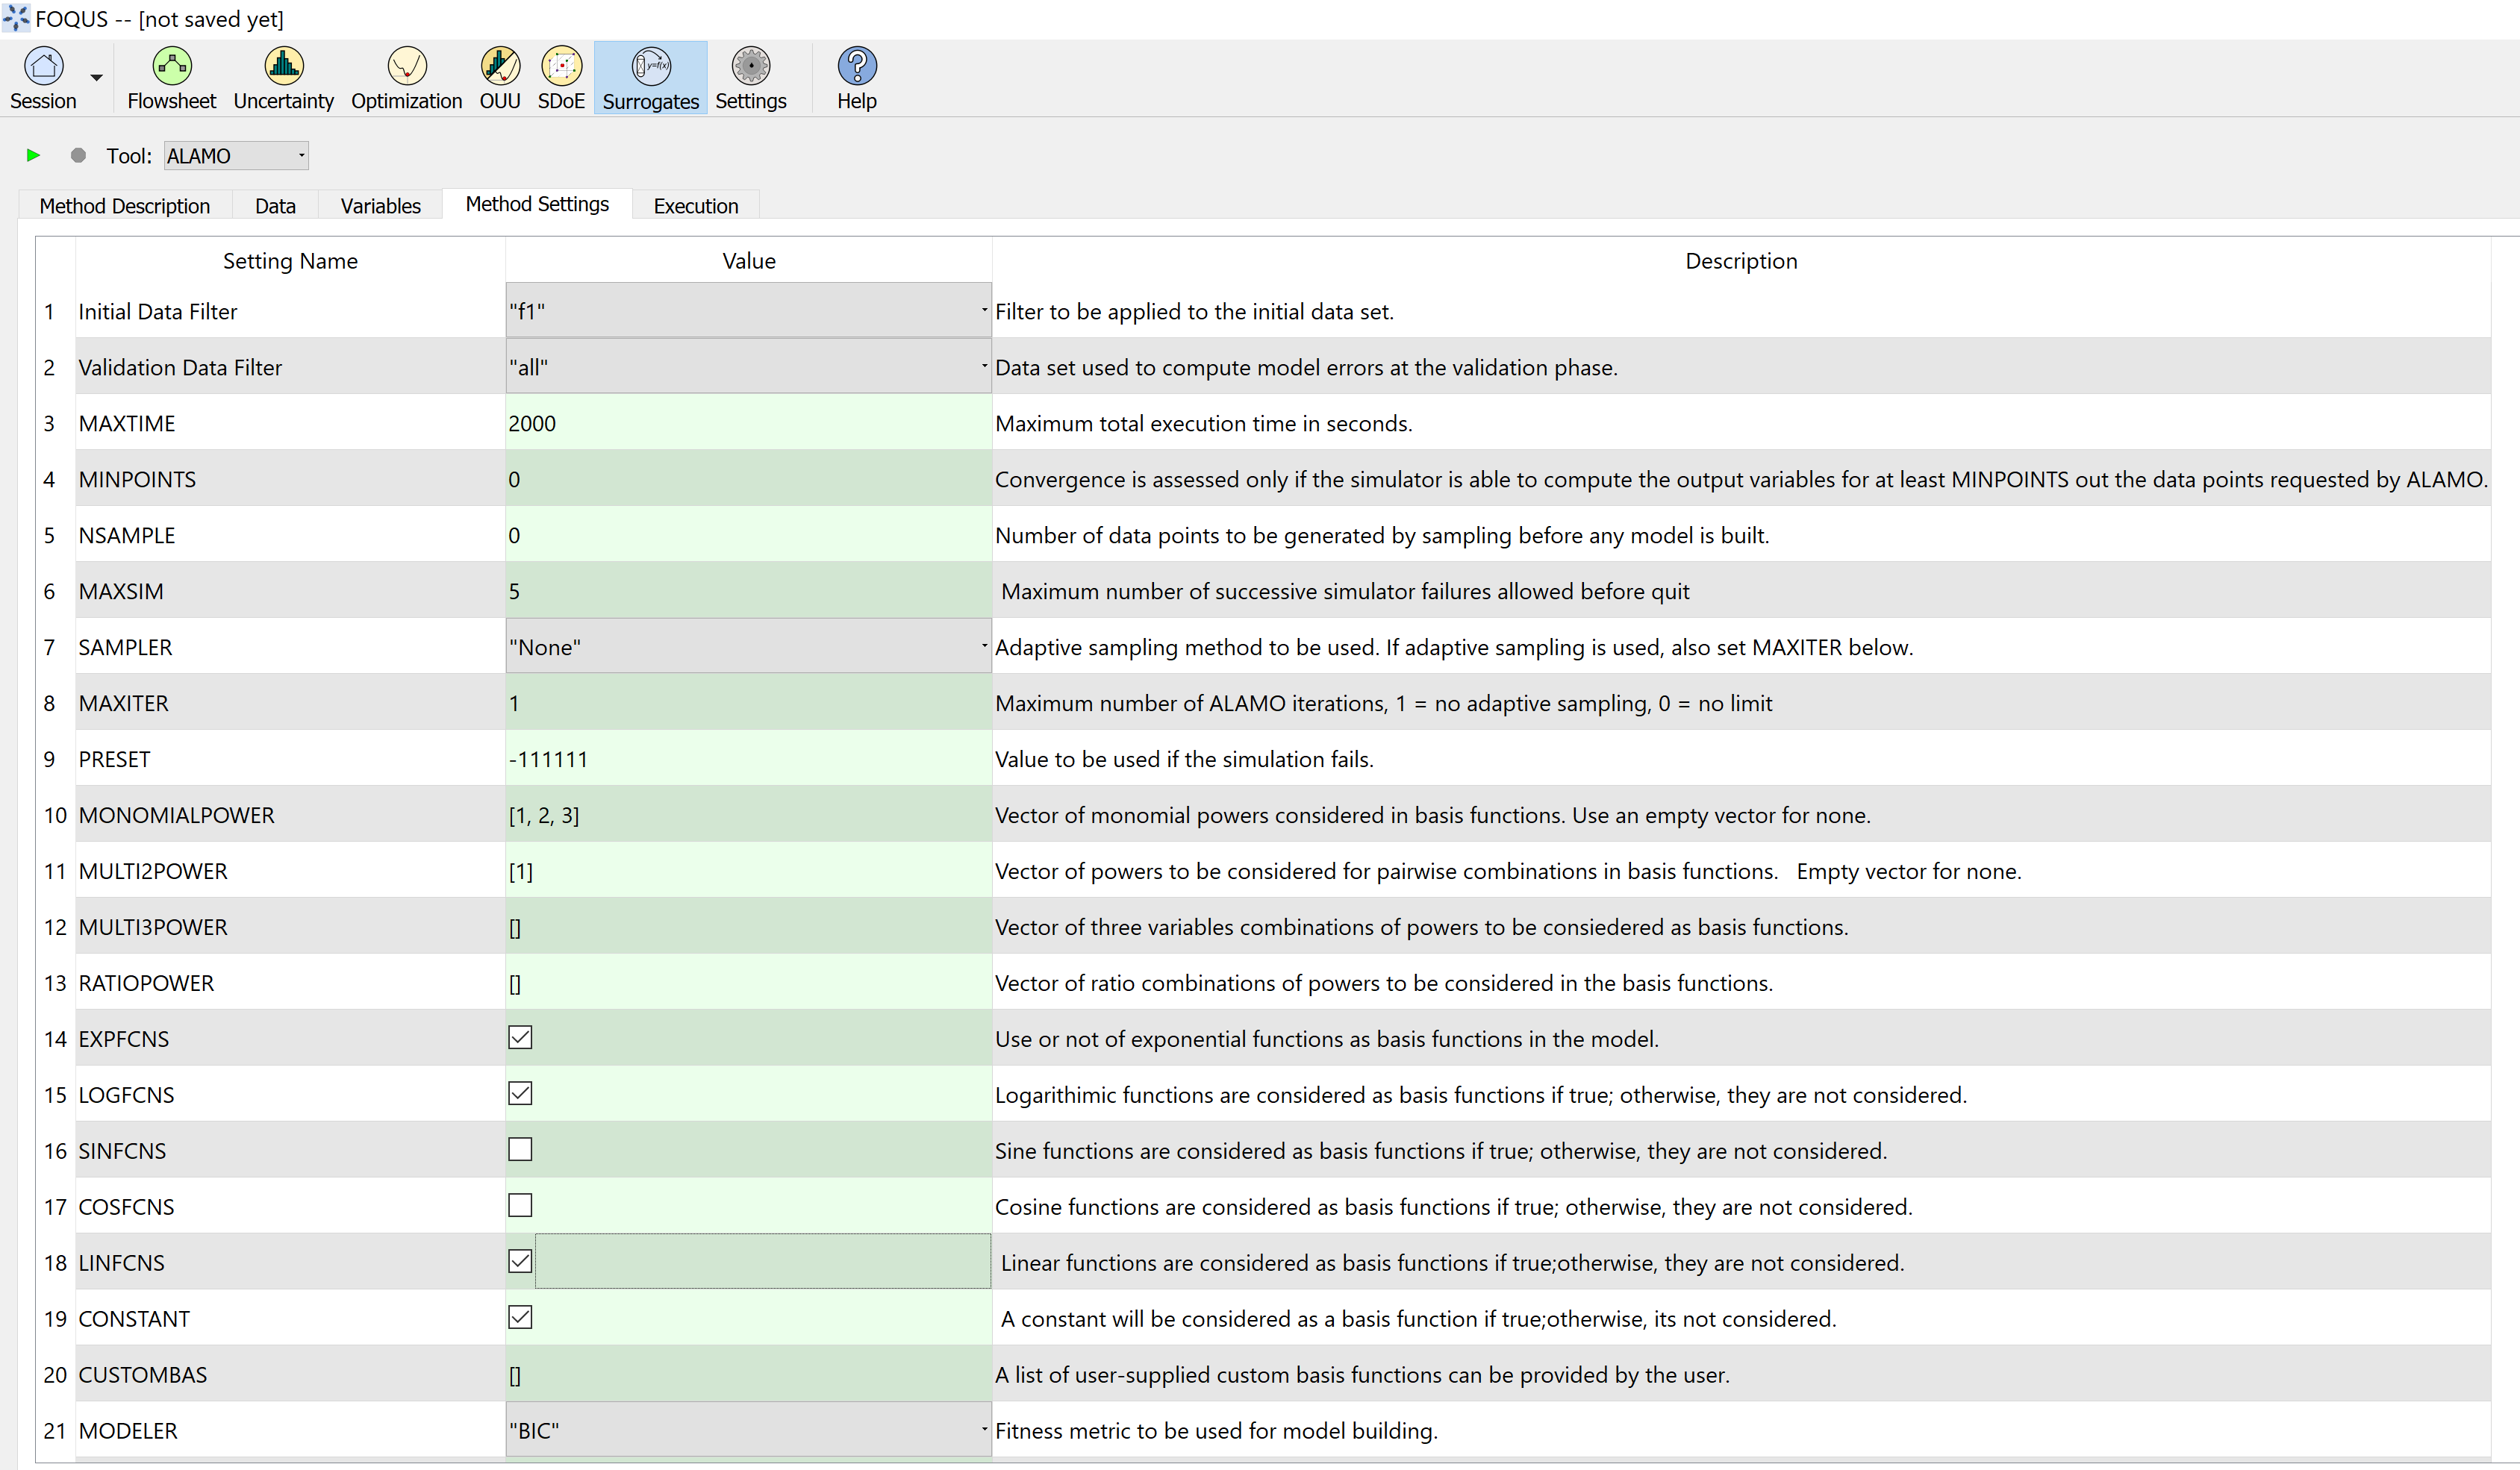 FOQUS -- [not saved yet]
Session Flowsheet Uncertainty Optimization OUU SDoE y=f(x) Surrogates Settings ? Help
Tool: ALAMO
Method Description Data Variables Method Settings Execution
Setting Name Value Description
1 Initial Data Filter "f1" Filter to be applied to the initial data set.
2 Validation Data Filter "all" Data set used to compute model errors at the validation phase.
3 MAXTIME 2000 Maximum total execution time in seconds.
4 MINPOINTS 0 Convergence is assessed only if the simulator is able to compute the output variables for at least MINPOINTS out the data points requested by ALAMO.
5 NSAMPLE 0 Number of data points to be generated by sampling before any model is built.
6 MAXSIM 5 Maximum number of successive simulator failures allowed before quit
7 SAMPLER "None" Adaptive sampling method to be used. If adaptive sampling is used, also set MAXITER below.
8 MAXITER 1 Maximum number of ALAMO iterations, 1 = no adaptive sampling, 0 = no limit
9 PRESET -111111 Value to be used if the simulation fails.
10 MONOMIALPOWER [1, 2, 3] Vector of monomial powers considered in basis functions. Use an empty vector for none.
11 MULTI2POWER [1] Vector of powers to be considered for pairwise combinations in basis functions. Empty vector for none.
12 MULTI3POWER [] Vector of three variables combinations of powers to be consiedered as basis functions.
13 RATIOPOWER [] Vector of ratio combinations of powers to be considered in the basis functions.
14 EXPFCNS Use or not of exponential functions as basis functions in the model.
15 LOGFCNS Logarithimic functions are considered as basis functions if true; otherwise, they are not considered.
16 SINFCNS Sine functions are considered as basis functions if true; otherwise, they are not considered.
17 COSFCNS Cosine functions are considered as basis functions if true; otherwise, they are not considered.
18 LINFCNS Linear functions are considered as basis functions if true;otherwise, they are not considered.
19 CONSTANT A constant will be considered as a basis function if true;otherwise, its not considered.
20 CUSTOMBAS [] A list of user-supplied custom basis functions can be provided by the user.
21 MODELER "BIC" Fitness metric to be used for model building.